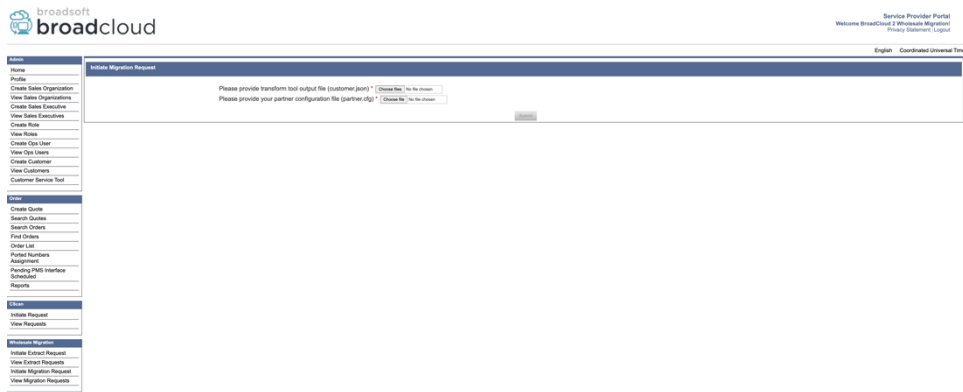 broadsoft
broadcloud
Service Provider Portal
Welcome BroadCloud 2 Wholesale Migration!
Privacy Statement | Logout
English Coordinated Universal Time
Admin
Home
Profile
Create Sales Organization
View Sales Organizations
Create Sales Executive
View Sales Executives
Create Role
View Roles
Create Ops User
View Ops Users
Create Customer
View Customers
Customer Service Tool
Initiate Migration Request
Please provide transform tool output file (customer.json) * Choose files No file chosen
Please provide your partner configuration file (partner.cfg) * Choose file No file chosen
Submit
Order
Create Quote
Search Quotes
Search Orders
Find Orders
Order List
Ported Numbers
Assignment
Pending PMS Interface
Scheduled
Reports
CScan
Initiate Request
View Requests
Wholesale Migration
Initiate Extract Request
View Extract Requests
Initiate Migration Request
View Migration Requests